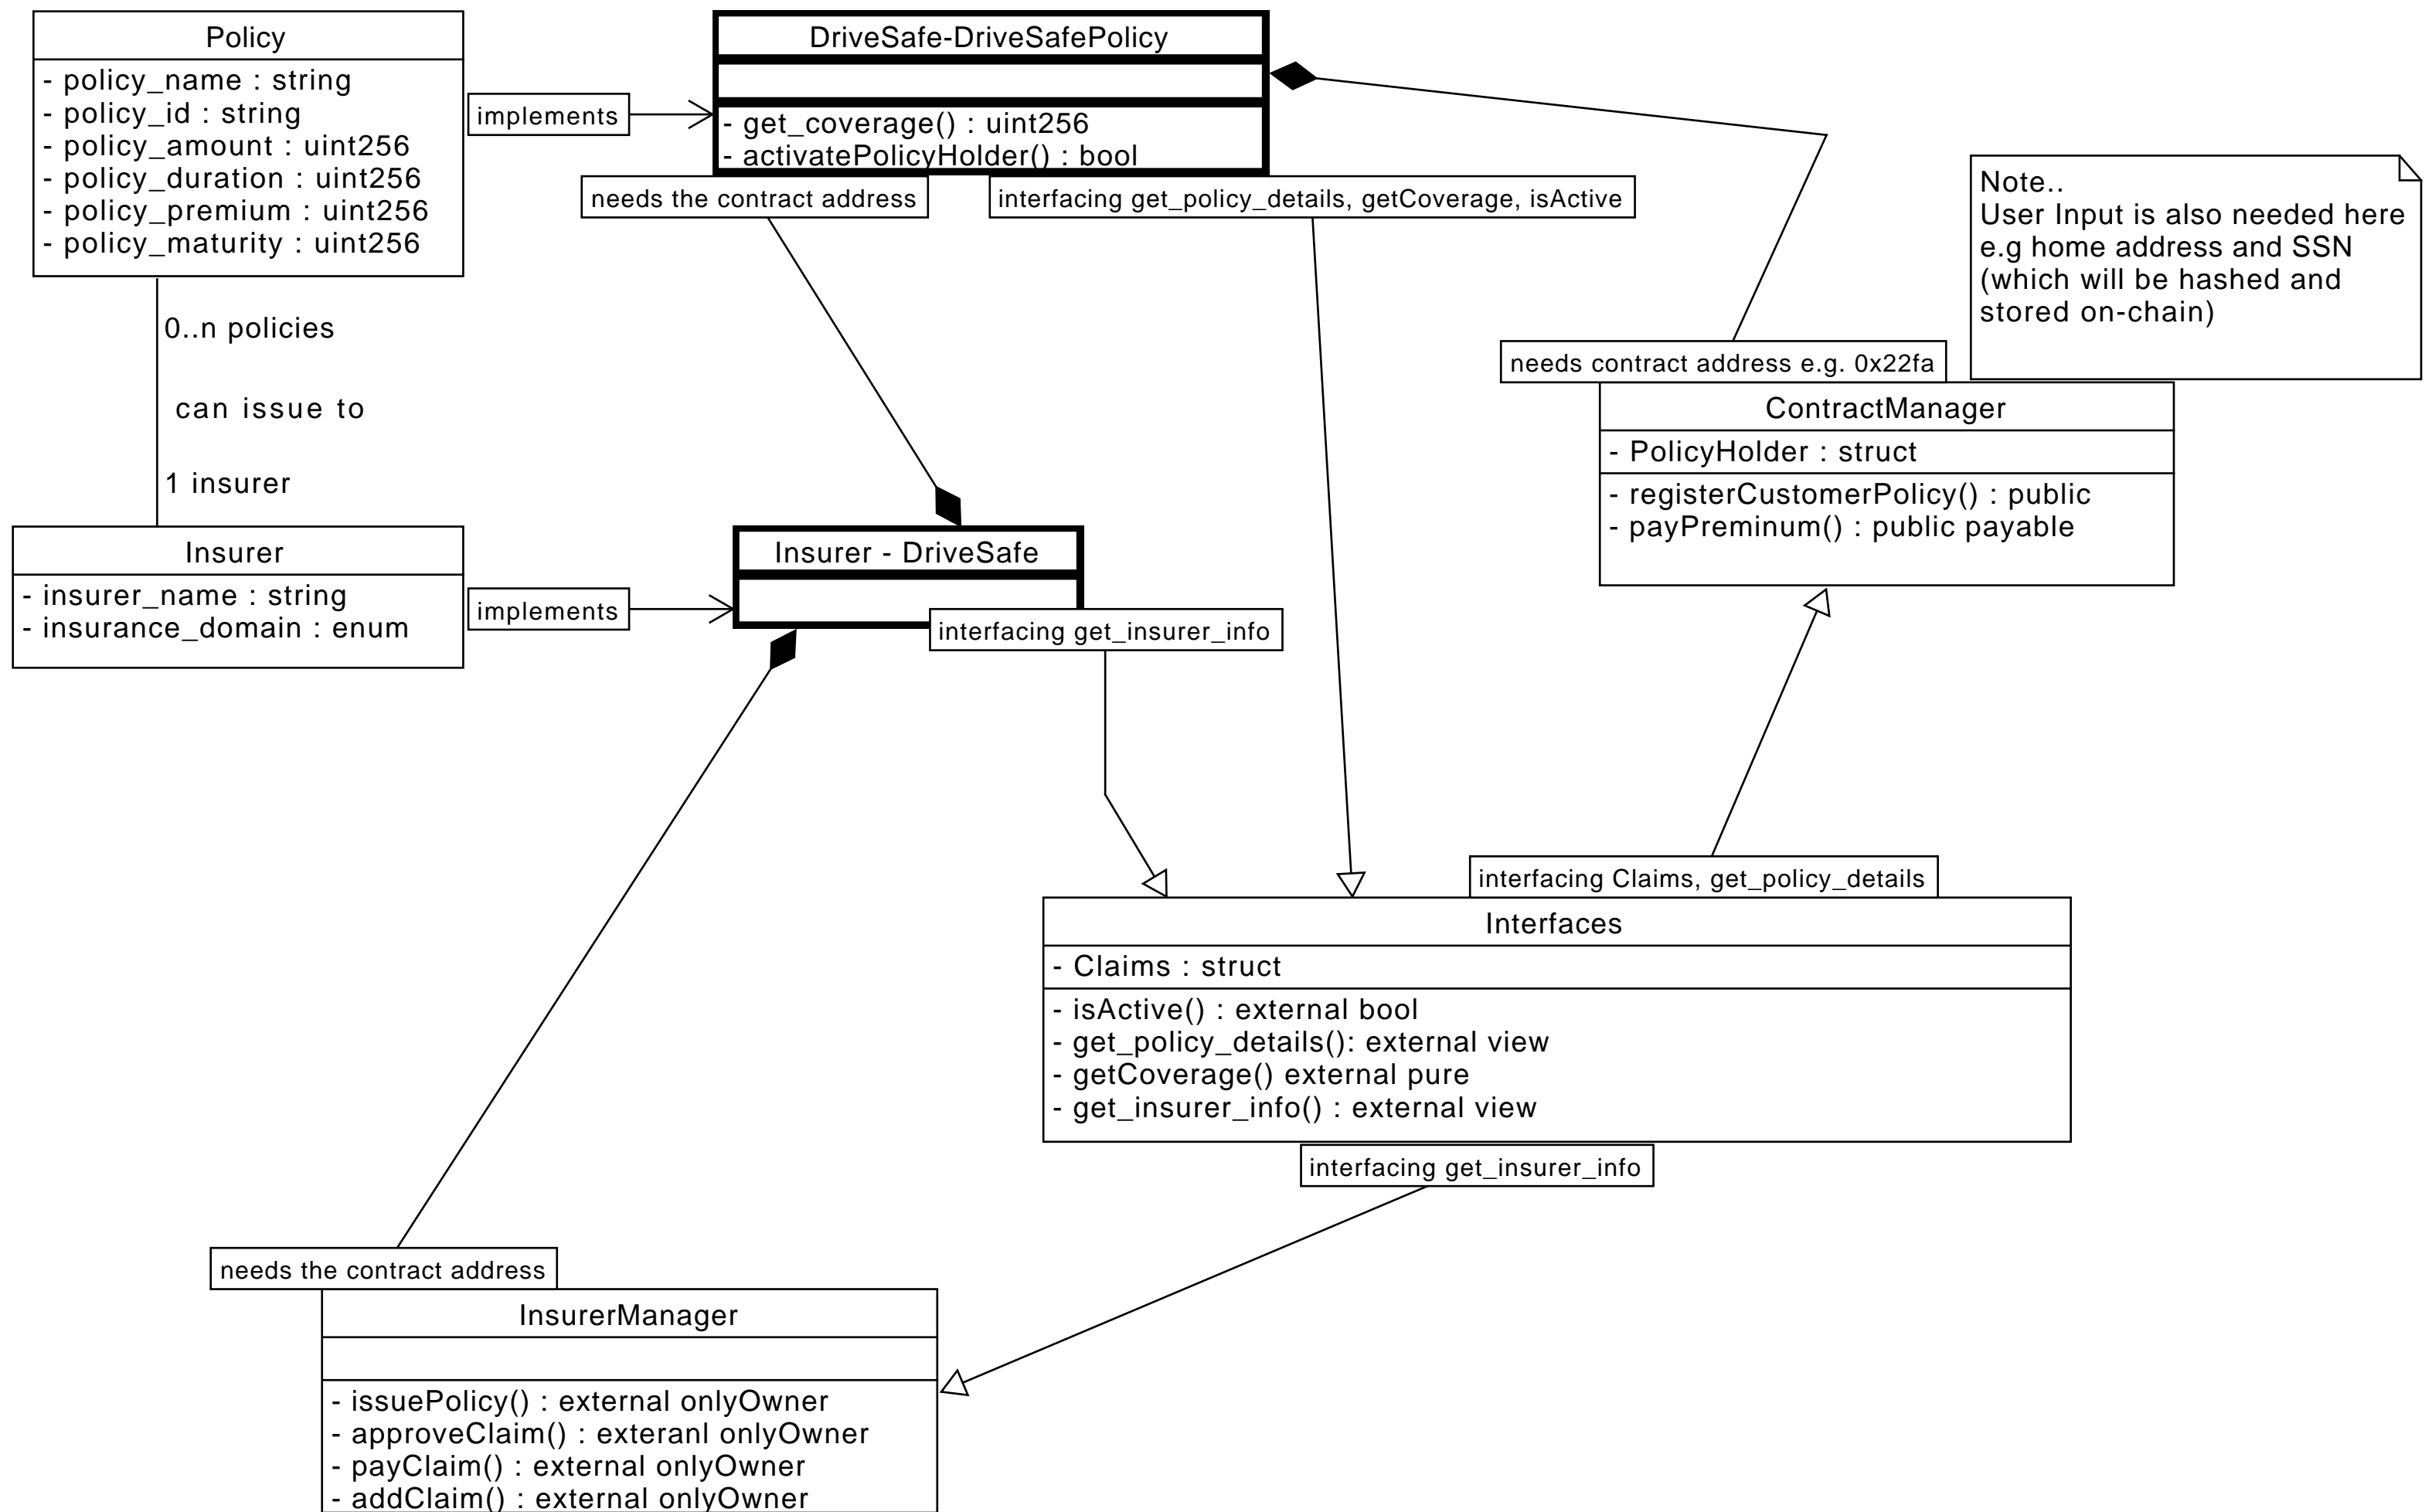 Policy
- policy_name : string
- policy_id : string
- policy_amount : uint256
- policy_duration : uint256
- policy_premium : uint256
- policy_maturity : uint256
implements
DriveSafe-DriveSafePolicy
- get_coverage() : uint256
- activatePolicyHolder() : bool
needs the contract address
interfacing get_policy_details, getCoverage, isActive
Note..
User Input is also needed here
e.g home address and SSN
(which will be hashed and
stored on-chain)
0..n policies
can issue to
1 insurer
needs contract address e.g. 0x22fa
ContractManager
- PolicyHolder : struct
- registerCustomerPolicy() : public
- payPreminum() : public payable
Insurer
- insurer_name : string
- insurance_domain : enum
implements
Insurer - DriveSafe
interfacing get_insurer_info
interfacing Claims, get_policy_details
Interfaces
- Claims : struct
- isActive() : external bool
- get_policy_details(): external view
- getCoverage() external pure
- get_insurer_info() : external view
interfacing get_insurer_info
needs the contract address
InsurerManager
- issuePolicy() : external onlyOwner
- approveClaim() : exteranl onlyOwner
- payClaim() : external onlyOwner
- addClaim() : external onlyOwner